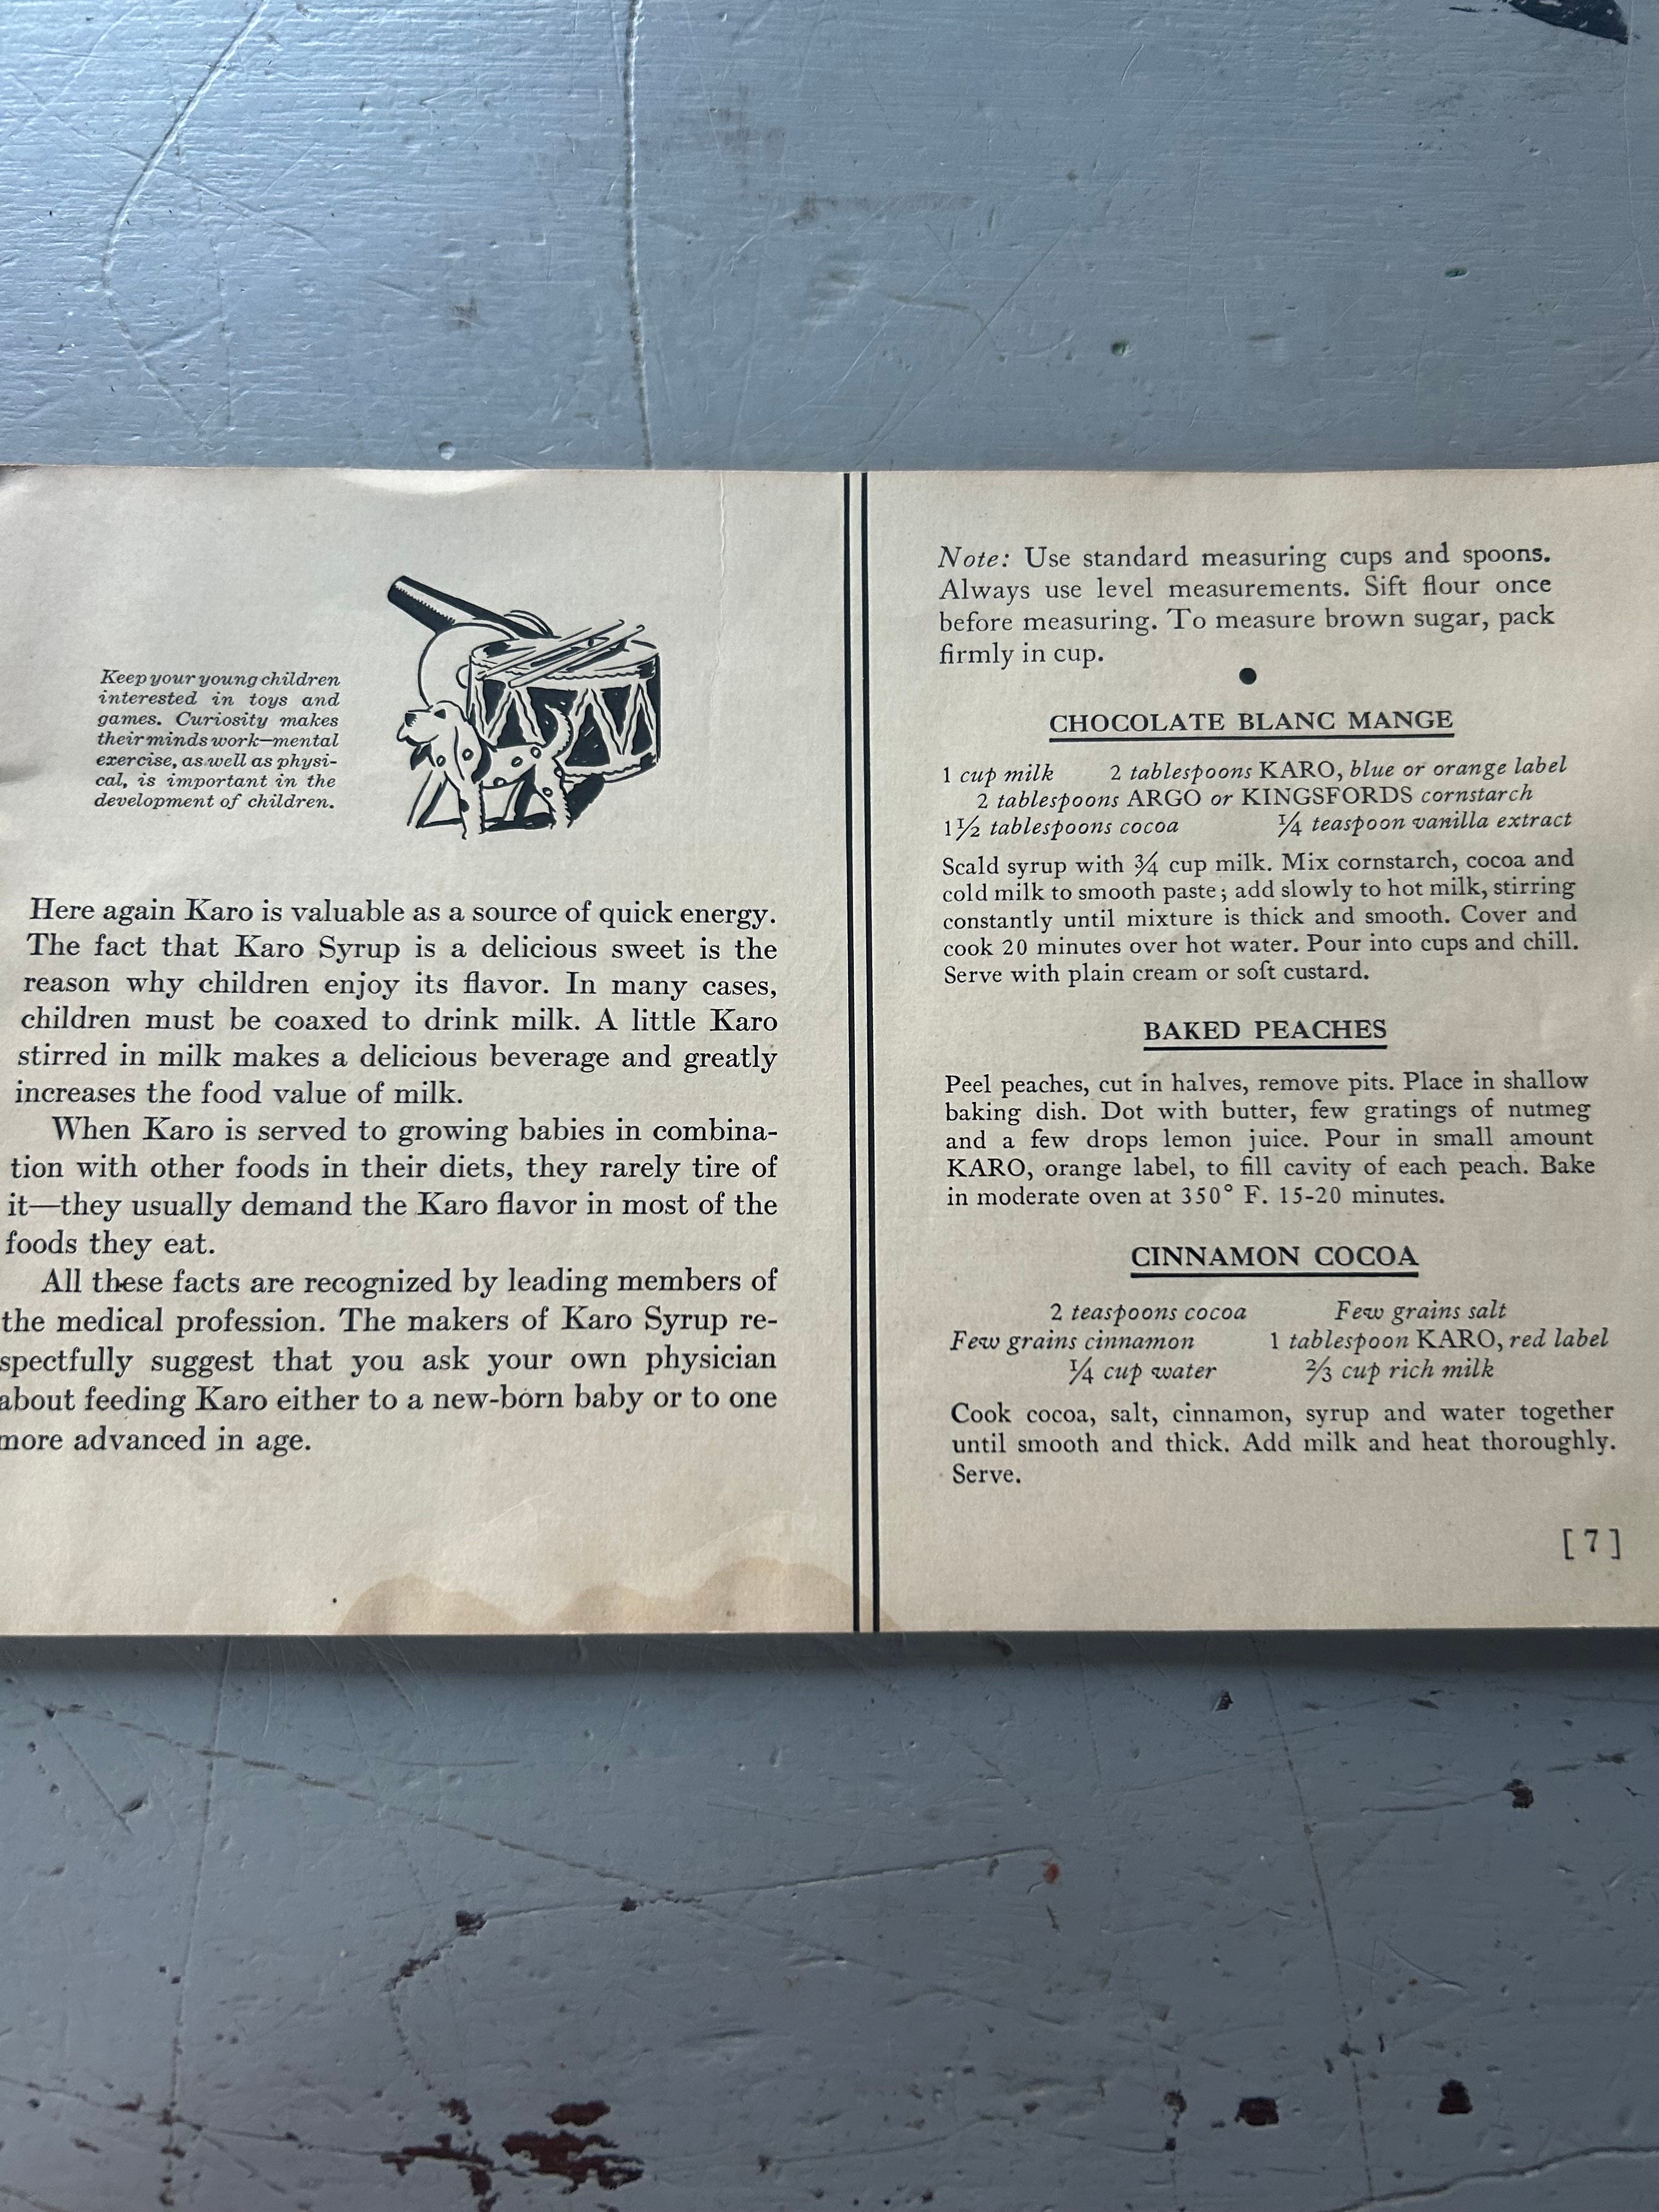 Keep your young children
interested in toys and
games. Curiosity makes
their minds work—mental
exercise, as well as physi-
cal, is important in the
development of children.
Here again Karo is valuable as a source of quick energy.
The fact that Karo Syrup is a delicious sweet is the
reason why children enjoy its flavor. In many cases,
children must be coaxed to drink milk. A little Karo
stirred in milk makes a delicious beverage and greatly
increases the food value of milk.
When Karo is served to growing babies in combina-
tion with other foods in their diets, they rarely tire of
it—they usually demand the Karo flavor in most of the
foods they eat.
All these facts are recognized by leading members of
the medical profession. The makers of Karo Syrup re-
spectfully suggest that you ask your own physician
about feeding Karo either to a new-born baby or to one
more advanced in age.
Note: Use standard measuring cups and spoons.
Always use level measurements. Sift flour once
before measuring. To measure brown sugar, pack
firmly in cup.
CHOCOLATE BLANC MANGE
1 cup milk 2 tablespoons KARO, blue or orange label
2 tablespoons ARGO or KINGSFORDS cornstarch
1½ tablespoons cocoa ¼ teaspoon vanilla extract
Scald syrup with ¾ cup milk. Mix cornstarch, cocoa and
cold milk to smooth paste; add slowly to hot milk, stirring
constantly until mixture is thick and smooth. Cover and
cook 20 minutes over hot water. Pour into cups and chill.
Serve with plain cream or soft custard.
BAKED PEACHES
Peel peaches, cut in halves, remove pits. Place in shallow
baking dish. Dot with butter, few gratings of nutmeg
and a few drops lemon juice. Pour in small amount
KARO, orange label, to fill cavity of each peach. Bake
in moderate oven at 350° F. 15-20 minutes.
CINNAMON COCOA
2 teaspoons cocoa Few grains salt
Few grains cinnamon 1 tablespoon KARO, red label
¼ cup water ⅔ cup rich milk
Cook cocoa, salt, cinnamon, syrup and water together
until smooth and thick. Add milk and heat thoroughly.
Serve.
[ 7 ]